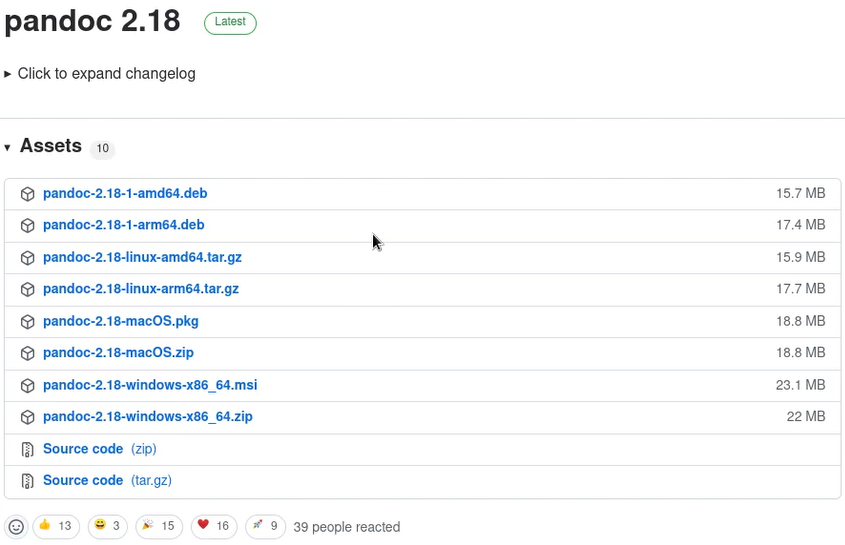 pandoc 2.18 Latest
Click to expand changelog
Assets 10
pandoc-2.18-1-amd64.deb 15.7 MB
pandoc-2.18-1-arm64.deb 17.4 MB
pandoc-2.18-linux-amd64.tar.gz 15.9 MB
pandoc-2.18-linux-arm64.tar.gz 17.7 MB
pandoc-2.18-macOS.pkg 18.8 MB
pandoc-2.18-macOS.zip 18.8 MB
pandoc-2.18-windows-x86_64.msi 23.1 MB
pandoc-2.18-windows-x86_64.zip 22 MB
Source code (zip)
Source code (tar.gz)
13 3 15 16 9 39 people reacted